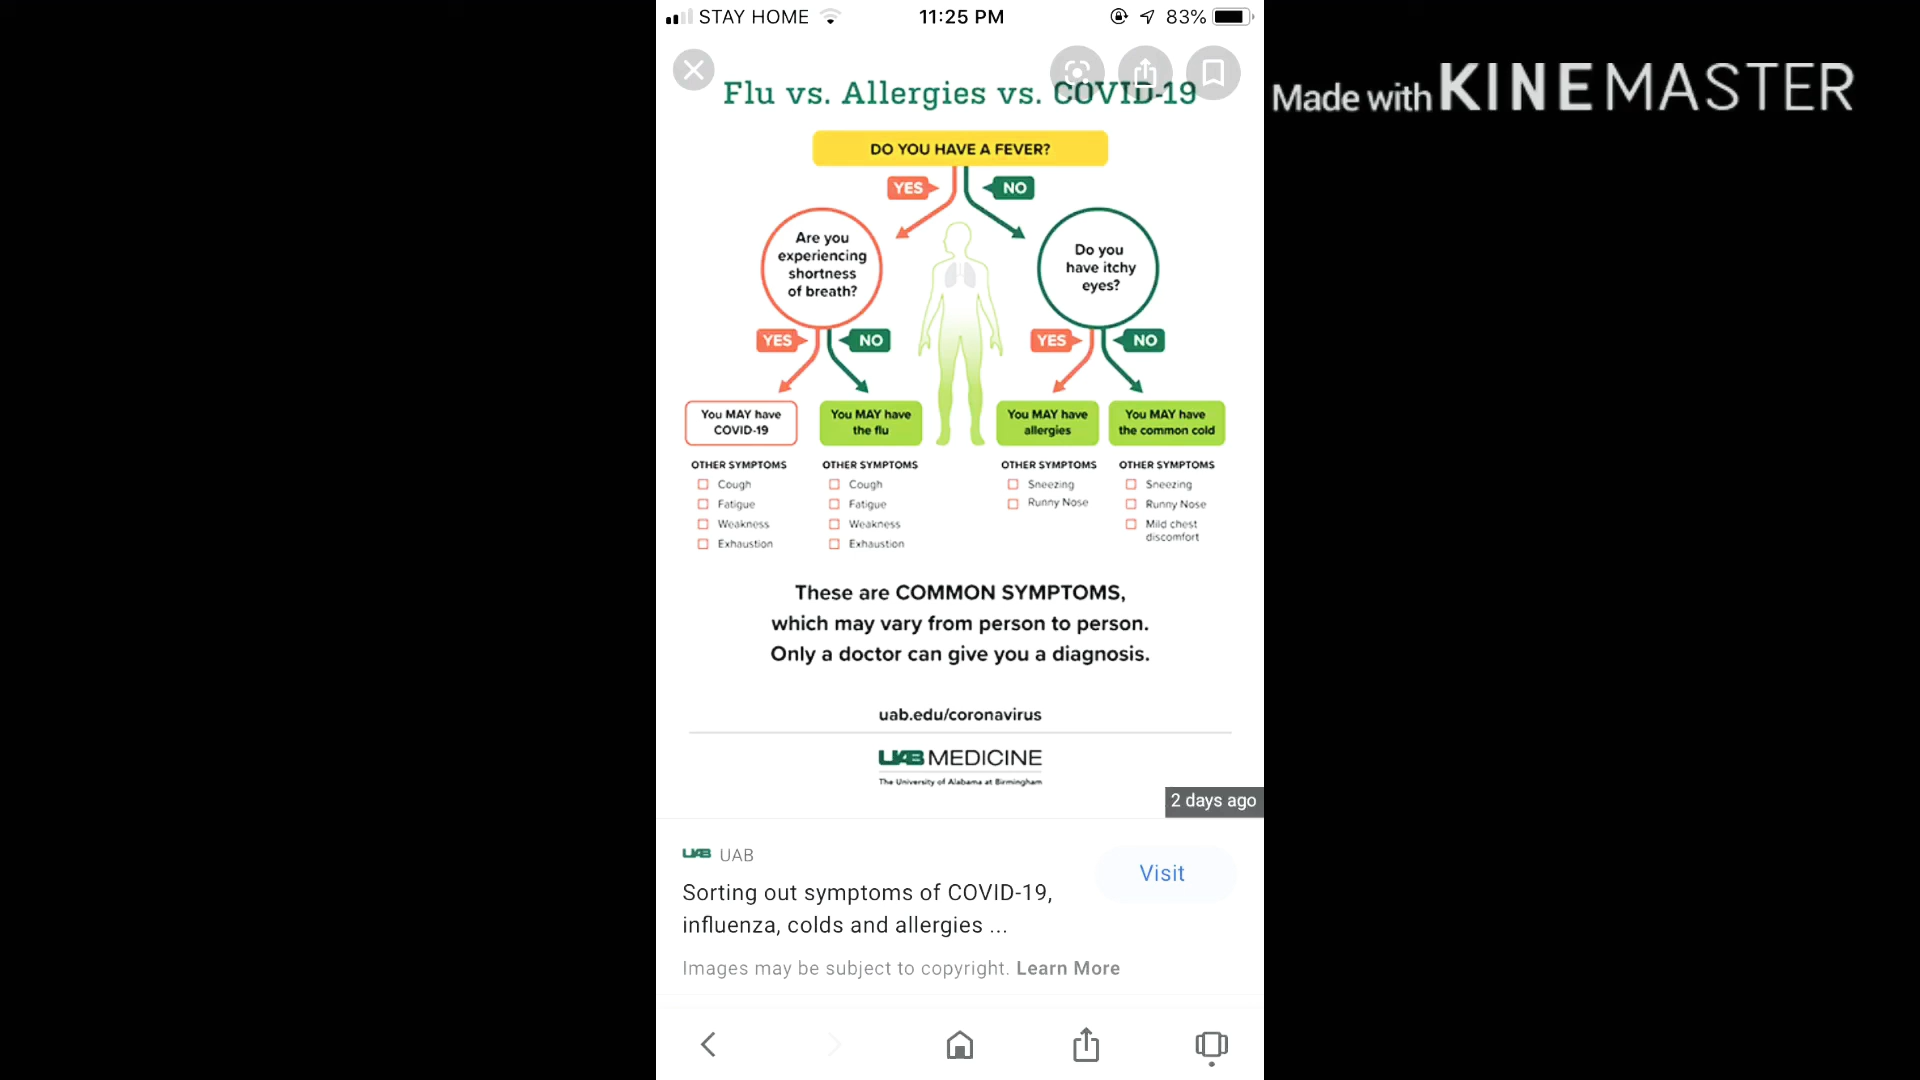 STAY HOME
11:25 PM
83%
Made with KINEMASTER
Flu vs. Allergies vs. COVID-19
DO YOU HAVE A FEVER?
YES
NO
Are you
experiencing
shortness
of breath?
Do you
have itchy
eyes?
YES
NO
YES
NO
You MAY have
COVID-19
You MAY have
the flu
You MAY have
allergies
You MAY have
the common cold
OTHER SYMPTOMS
Cough
Fatigue
Weakness
Exhaustion
OTHER SYMPTOMS
Cough
Fatigue
Weakness
Exhaustion
OTHER SYMPTOMS
Sneezing
Runny Nose
OTHER SYMPTOMS
Sneezing
Runny Nose
Mild chest
discomfort
These are COMMON SYMPTOMS,
which may vary from person to person.
Only a doctor can give you a diagnosis.
uab.edu/coronavirus
UAB MEDICINE
The University of Alabama at Birmingham
2 days ago
UAB UAB
Visit
Sorting out symptoms of COVID-19,
influenza, colds and allergies ...
Images may be subject to copyright. Learn More